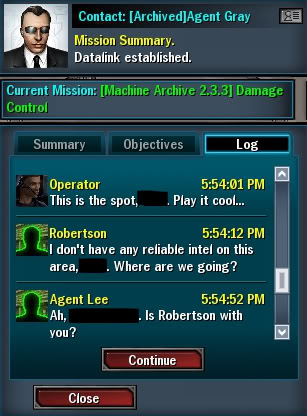 Contact: [Archived]Agent Gray
Mission Summary.
Datalink established.
Current Mission: [Machine Archive 2.3.3] Damage
Control
Summary Objectives Log
Operator 5:54:01 PM
This is the spot, . Play it cool...
Robertson 5:54:12 PM
I don't have any reliable intel on this
area, . Where are we going?
Agent Lee 5:54:52 PM
Ah, . Is Robertson with
you?
Continue
Close